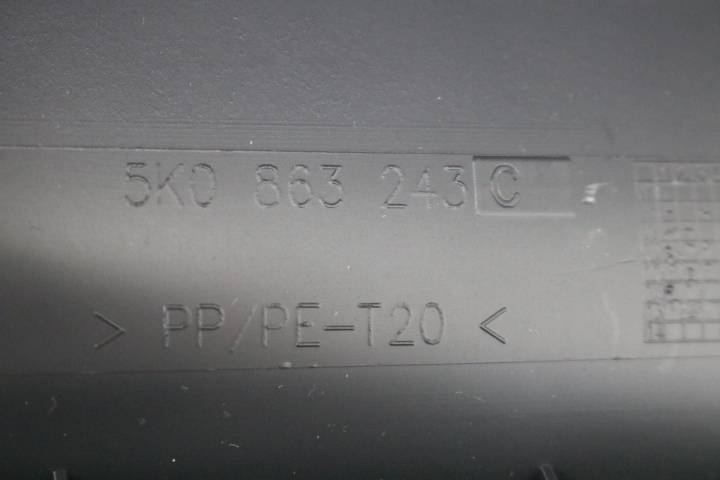 5K0 863 243 C
> PP/PE-T20 <